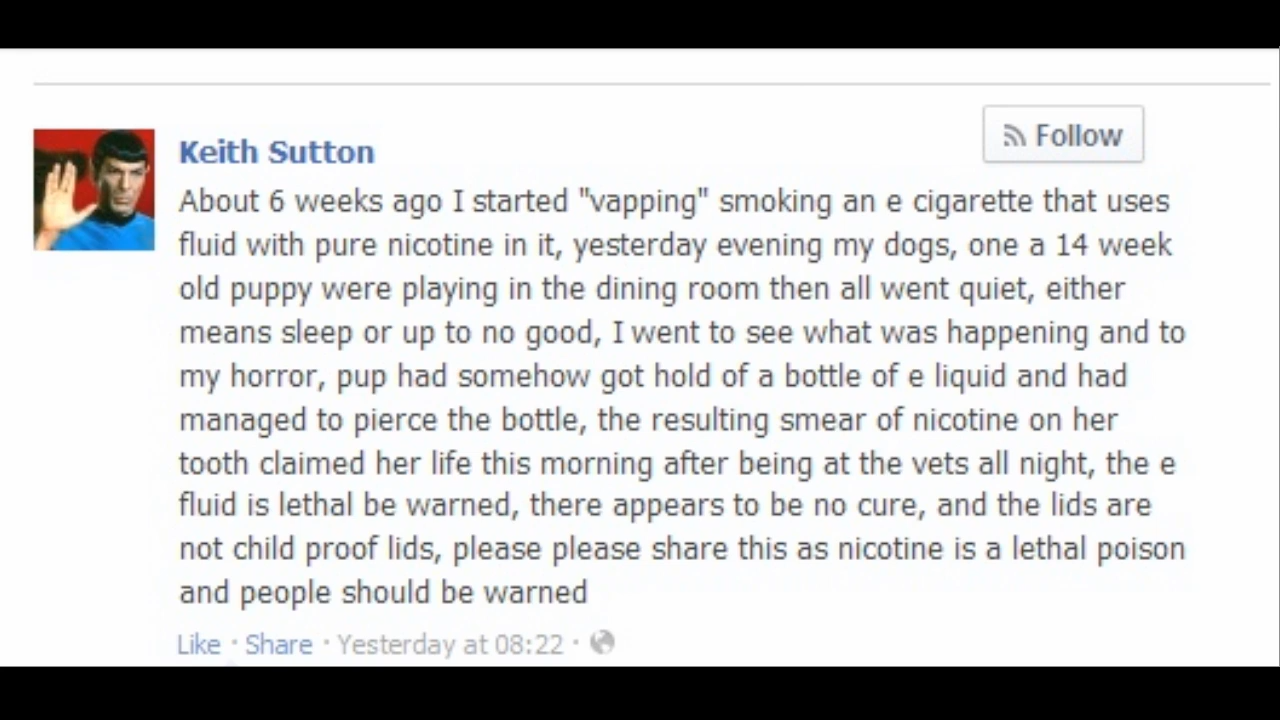 Keith Sutton
Follow
About 6 weeks ago I started "vapping" smoking an e cigarette that uses
fluid with pure nicotine in it, yesterday evening my dogs, one a 14 week
old puppy were playing in the dining room then all went quiet, either
means sleep or up to no good, I went to see what was happening and to
my horror, pup had somehow got hold of a bottle of e liquid and had
managed to pierce the bottle, the resulting smear of nicotine on her
tooth claimed her life this morning after being at the vets all night, the e
fluid is lethal be warned, there appears to be no cure, and the lids are
not child proof lids, please please share this as nicotine is a lethal poison
and people should be warned
Like · Share · Yesterday at 08:22 ·